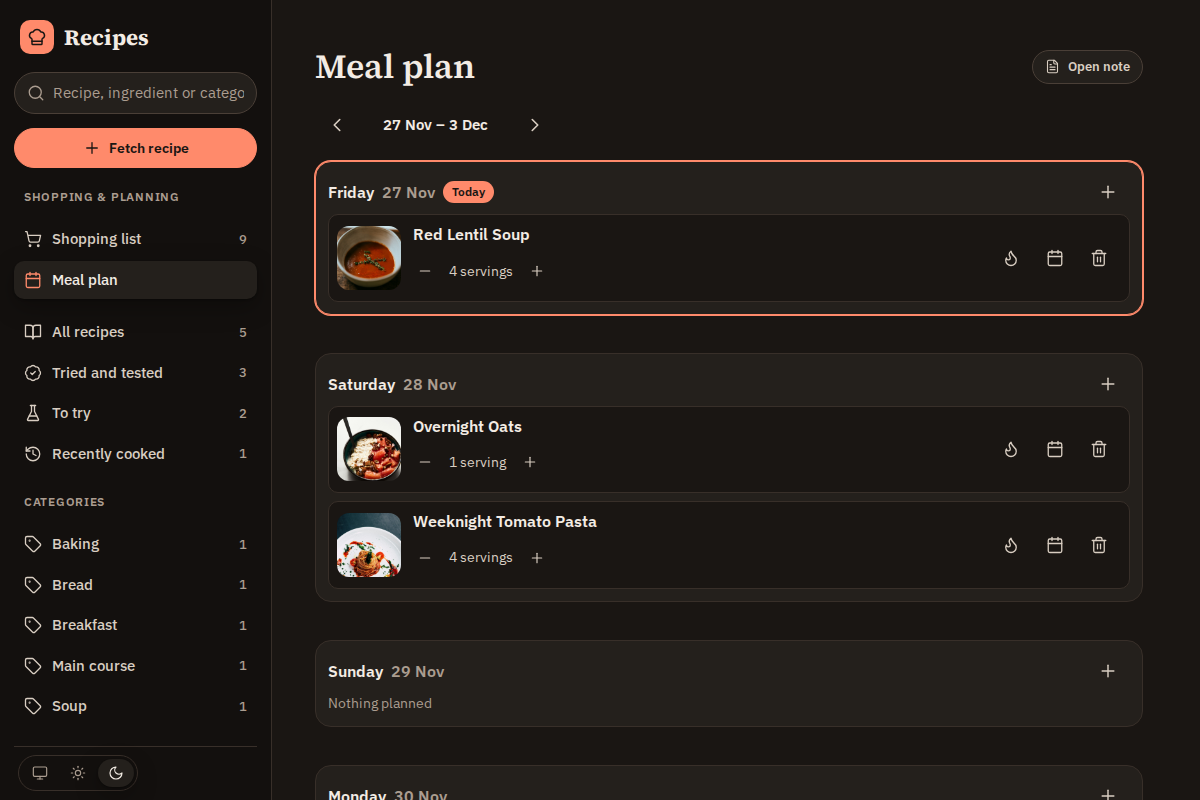 Recipes
Recipe, ingredient or catego
Fetch recipe
SHOPPING & PLANNING
Shopping list 9
Meal plan
All recipes 5
Tried and tested 3
To try 2
Recently cooked 1
CATEGORIES
Baking 1
Bread 1
Breakfast 1
Main course 1
Soup 1
Meal plan
Open note
27 Nov – 3 Dec
Friday 27 Nov Today
Red Lentil Soup
4 servings
Saturday 28 Nov
Overnight Oats
1 serving
Weeknight Tomato Pasta
4 servings
Sunday 29 Nov
Nothing planned
Monday 30 Nov